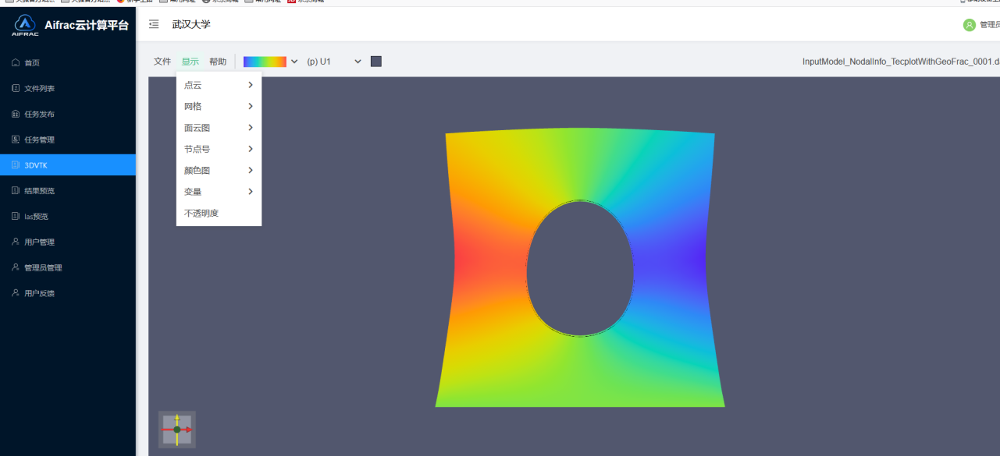 AIFRAC
Aifrac云计算平台
武汉大学
管理员
首页
文件列表
任务发布
任务管理
3DVTK
结果预览
las预览
用户管理
管理员管理
用户反馈
文件 显示 帮助 (p) U1
InputModel_NodalInfo_TecplotWithGeoFrac_0001.d
点云
网格
面云图
节点号
颜色图
变量
不透明度